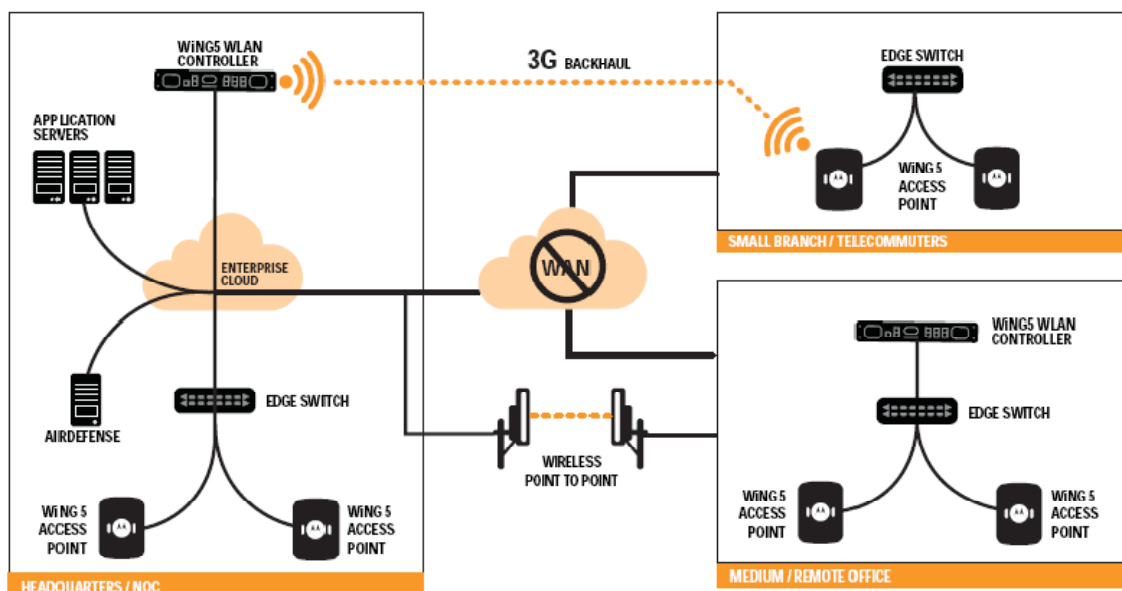 WiNG5 WLAN
CONTROLLER
APPLICATION
SERVERS
ENTERPRISE
CLOUD
AIRDEFENSE
EDGE SWITCH
WiNG 5
ACCESS
POINT
WiNG 5
ACCESS
POINT
HEADQUARTERS / NOC
3G BACKHAUL
WAN
WIRELESS
POINT TO POINT
EDGE SWITCH
WiNG 5
ACCESS
POINT
SMALL BRANCH / TELECOMMUTERS
WiNG5 WLAN
CONTROLLER
EDGE SWITCH
WiNG 5
ACCESS
POINT
WiNG 5
ACCESS
POINT
MEDIUM / REMOTE OFFICE